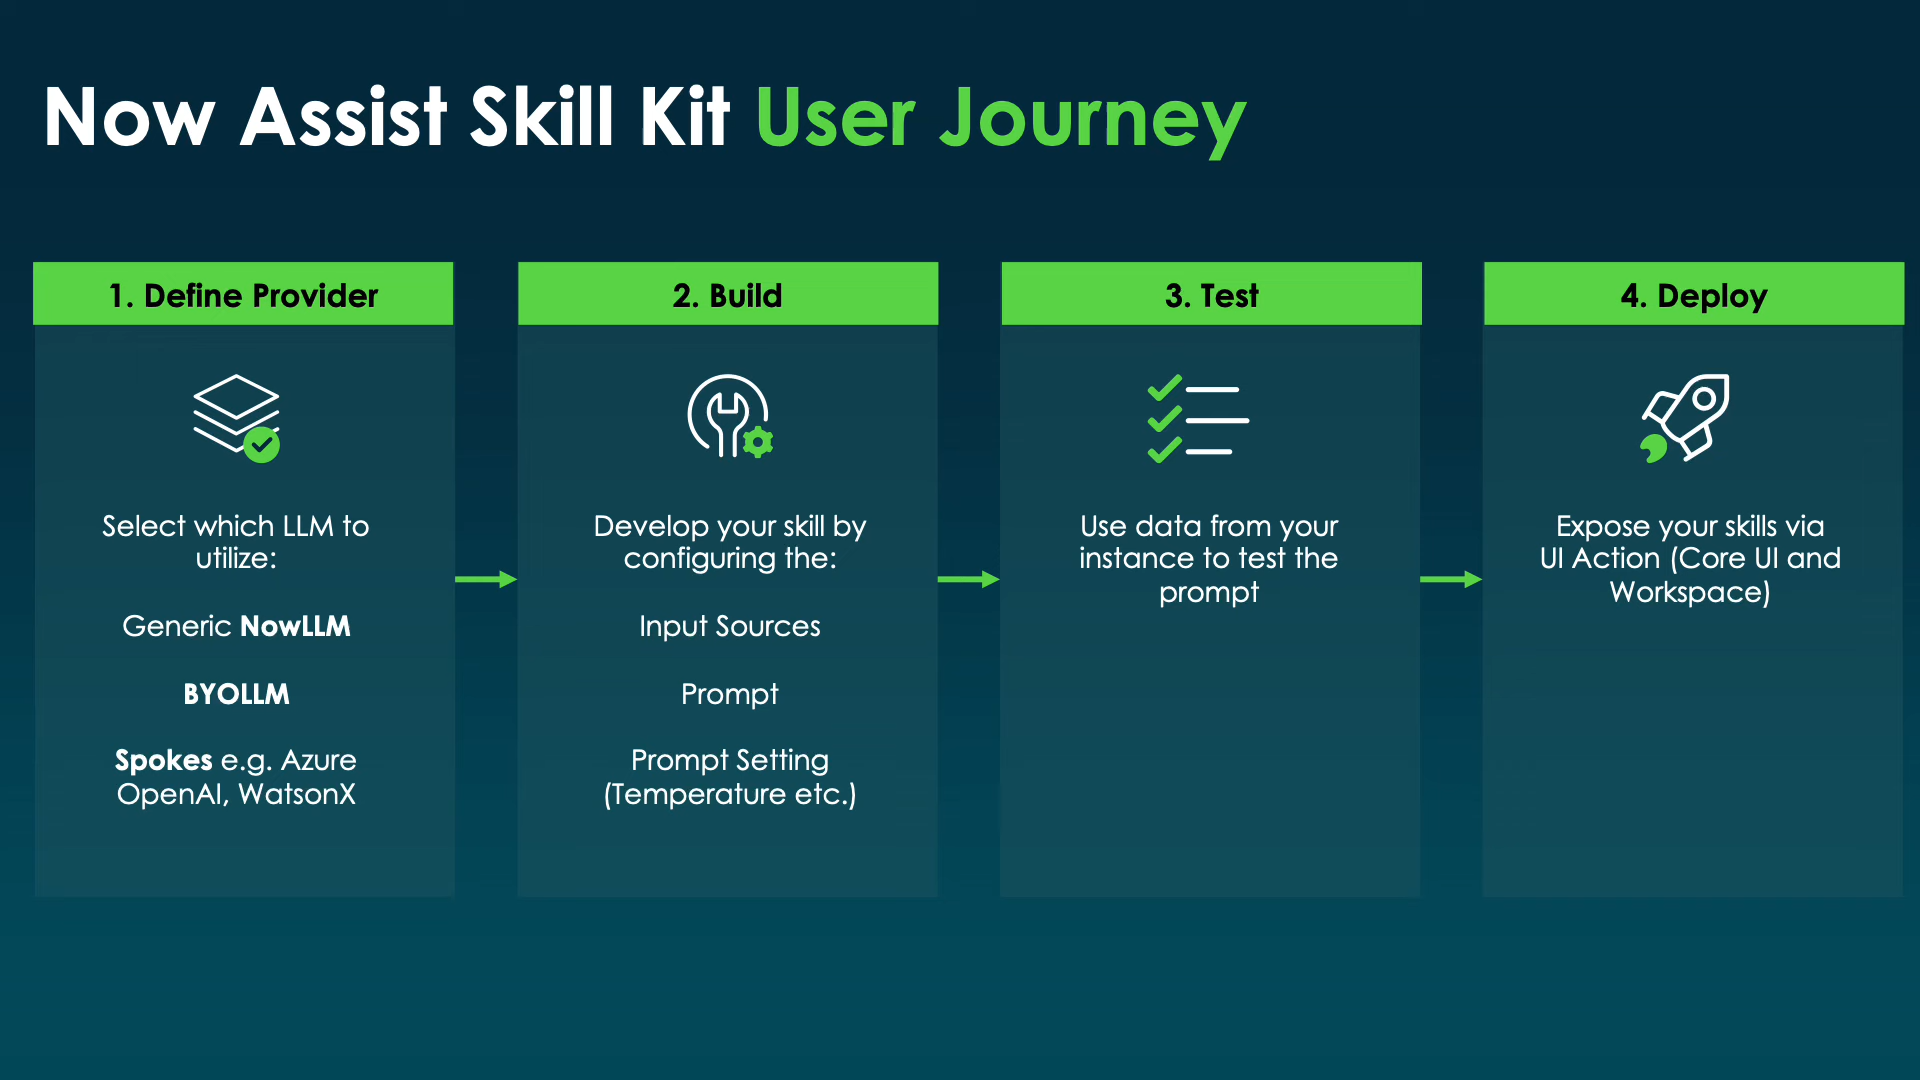 Now Assist Skill Kit User Journey
1. Define Provider
Select which LLM to
utilize:
Generic NowLLM
BYOLLM
Spokes e.g. Azure
OpenAI, WatsonX
2. Build
Develop your skill by
configuring the:
Input Sources
Prompt
Prompt Setting
(Temperature etc.)
3. Test
Use data from your
instance to test the
prompt
4. Deploy
Expose your skills via
UI Action (Core UI and
Workspace)